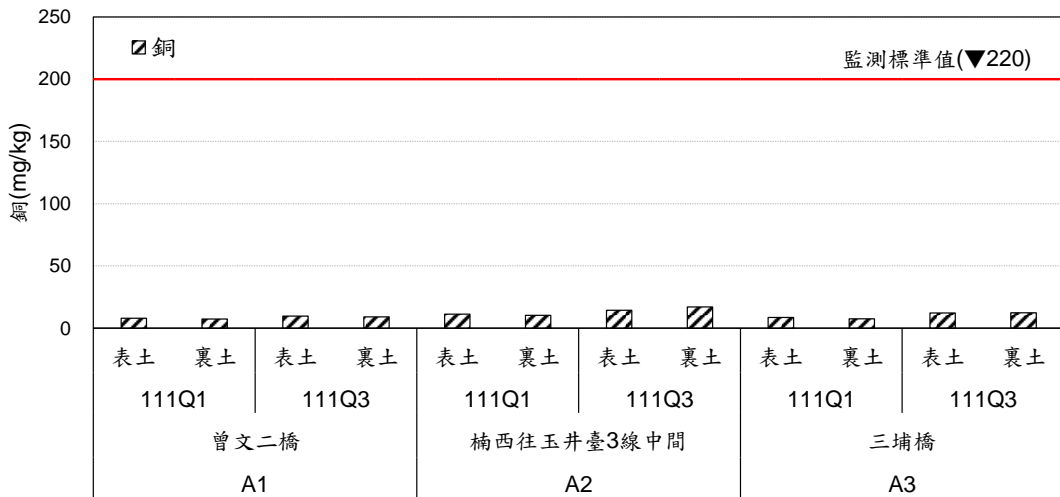 250
銅
監測標準值(▼220)
200
150
100
50
0
銅(mg/kg)
表土 裏土 表土 裏土 表土 裏土 表土 裏土 表土 裏土 表土 裏土
111Q1 111Q3 111Q1 111Q3 111Q1 111Q3
曾文二橋 楠西往玉井臺3線中間 三埔橋
A1 A2 A3